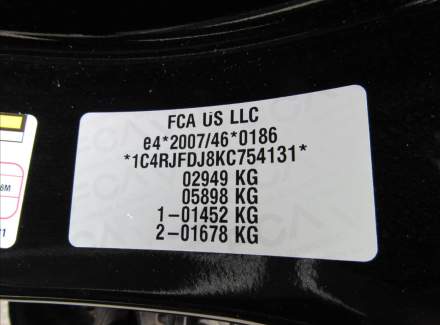 FCA US LLC
e4*2007/46*0186
*1C4RJFDJ8KC754131*
02949 KG
05898 KG
1-01452 KG
2-01678 KG